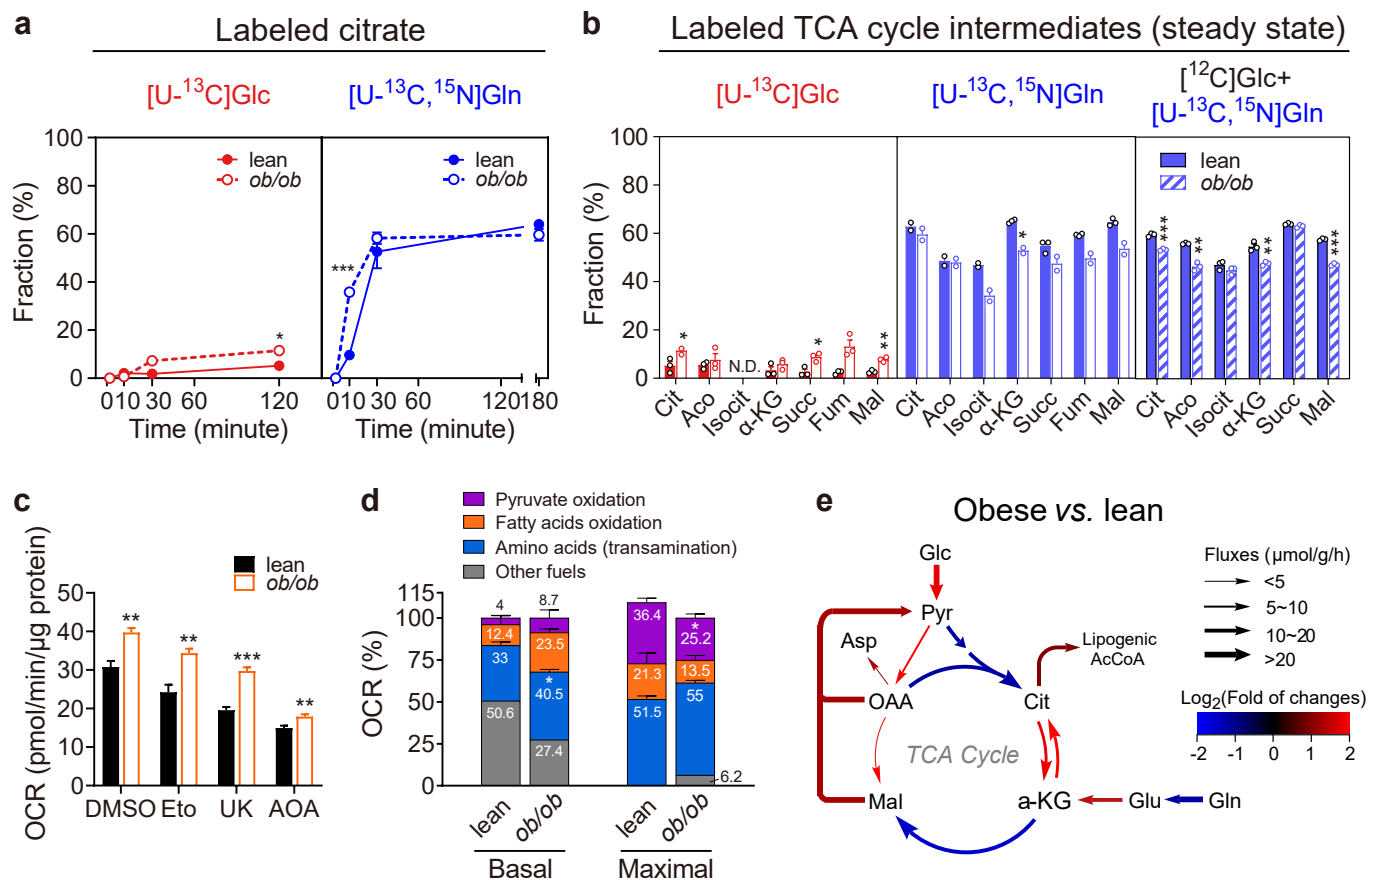 a
Labeled citrate
[U-¹³C]Glc
[U-¹³C,¹⁵N]Gln
Fraction (%)
100
80
60
40
20
0
lean
ob/ob
*
lean
ob/ob
***
0 10 30 60 120
0 10 30 60 120 180
Time (minute)
Time (minute)
b
Labeled TCA cycle intermediates (steady state)
[U-¹³C]Glc
[U-¹³C,¹⁵N]Gln
[¹²C]Glc+
[U-¹³C,¹⁵N]Gln
Fraction (%)
100
80
60
40
20
0
lean
ob/ob
* N.D. * **
*
*** ** ** ***
Cit Aco Isocit α-KG Succ Fum Mal
Cit Aco Isocit α-KG Succ Fum Mal
Cit Aco Isocit α-KG Succ Mal
c
OCR (pmol/min/μg protein)
lean
ob/ob
50
40
30
20
10
0
** ** *** **
DMSO Eto UK AOA
d
Pyruvate oxidation
Fatty acids oxidation
Amino acids (transamination)
Other fuels
OCR (%)
115
100
75
50
25
0
4
12.4
33
50.6
8.7
23.5
*
40.5
27.4
36.4
21.3
51.5
*
25.2
13.5
55
6.2
lean ob/ob lean ob/ob
Basal Maximal
e
Obese vs. lean
Glc
Pyr
Asp
OAA
Cit
Lipogenic
AcCoA
TCA Cycle
Mal
a-KG
Glu
Gln
Fluxes (μmol/g/h)
<5
5~10
10~20
>20
Log₂(Fold of changes)
-2 -1 0 1 2